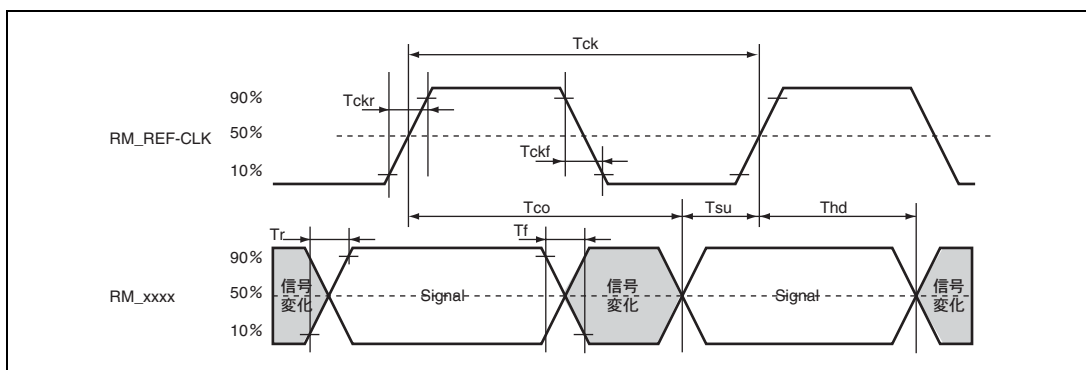 Tck
90%
Tckr
RM_REF-CLK
50%
Tckf
10%
Tco
Tsu
Thd
Tr
Tf
90%
信号
変化
RM_xxxx
50%
Signal
信号
変化
Signal
信号
変化
10%